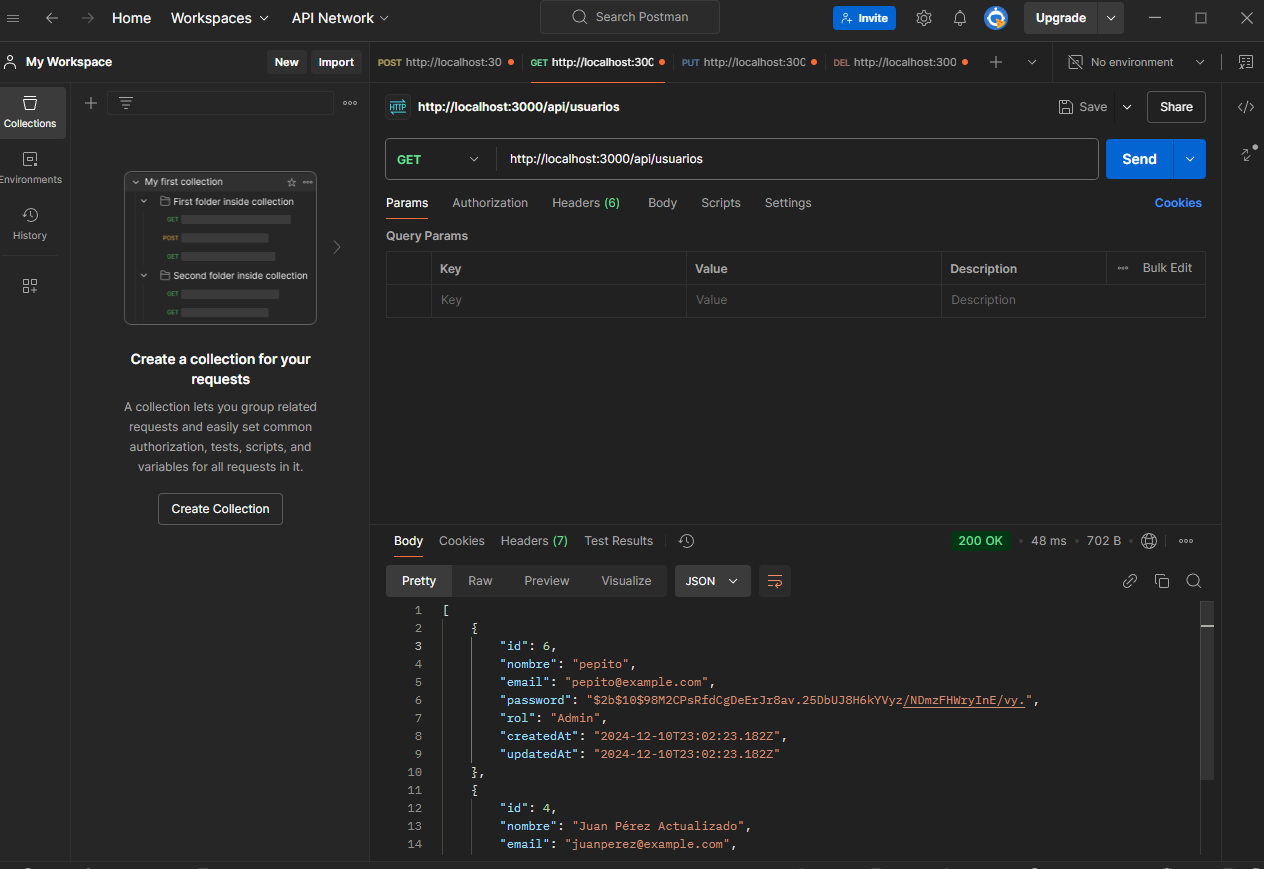 Home Workspaces API Network Search Postman Invite Upgrade
My Workspace New Import
POST http://localhost:30 GET http://localhost:300 PUT http://localhost:300 DEL http://localhost:300 No environment
Collections
Environments
History
My first collection
First folder inside collection
GET
POST
GET
Second folder inside collection
GET
GET
Create a collection for your
requests
A collection lets you group related
requests and easily set common
authorization, tests, scripts, and
variables for all requests in it.
Create Collection
HTTP http://localhost:3000/api/usuarios Save Share
GET http://localhost:3000/api/usuarios Send
Params Authorization Headers (6) Body Scripts Settings Cookies
Query Params
Key Value Description Bulk Edit
Key Value Description
Body Cookies Headers (7) Test Results 200 OK • 48 ms • 702 B •
Pretty Raw Preview Visualize JSON
1 [
2 {
3 "id": 6,
4 "nombre": "pepito",
5 "email": "pepito@example.com",
6 "password": "$2b$10$98M2CPsRfdCgDeErJr8av.25DbUJ8H6kYVyz/NDmzFHWryInE/vy.",
7 "rol": "Admin",
8 "createdAt": "2024-12-10T23:02:23.182Z",
9 "updatedAt": "2024-12-10T23:02:23.182Z"
10 },
11 {
12 "id": 4,
13 "nombre": "Juan Pérez Actualizado",
14 "email": "juanperez@example.com",